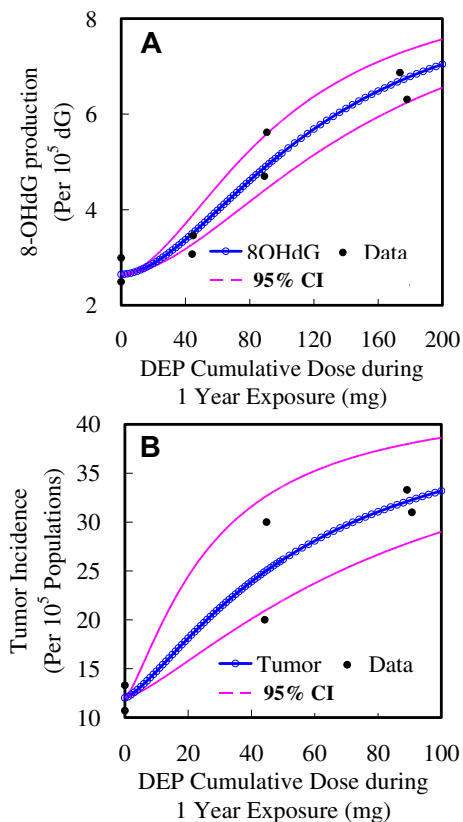 A
8-OHdG production
(Per 10⁵ dG)
8
6
4
2
8OHdG Data
95% CI
0 40 80 120 160 200
DEP Cumulative Dose during
1 Year Exposure (mg)
B
Tumor Incidence
(Per 10⁵ Populations)
40
35
30
25
20
15
10
Tumor Data
95% CI
0 20 40 60 80 100
DEP Cumulative Dose during
1 Year Exposure (mg)